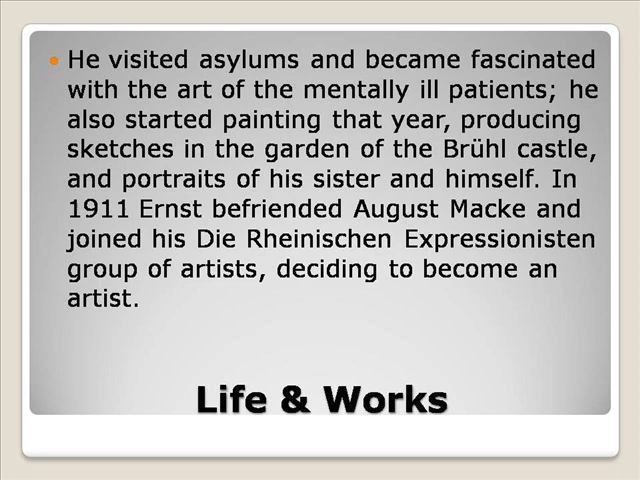 He visited asylums and became fascinated
with the art of the mentally ill patients; he
also started painting that year, producing
sketches in the garden of the Brühl castle,
and portraits of his sister and himself. In
1911 Ernst befriended August Macke and
joined his Die Rheinischen Expressionisten
group of artists, deciding to become an
artist.
Life & Works